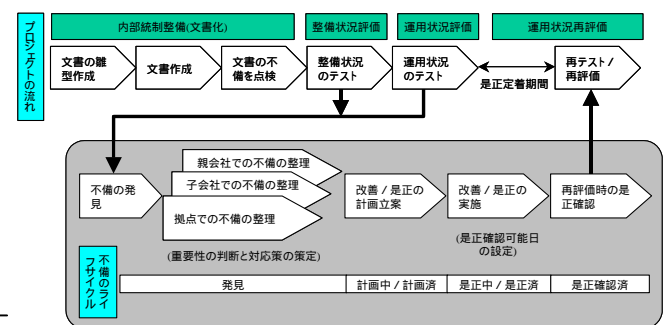 プロジェクトの流れ
内部統制整備(文書化)
整備状況評価
運用状況評価
運用状況再評価
文書の雛
型作成
文書作成
文書の不
備を点検
整備状況
のテスト
運用状況
のテスト
是正定着期間
再テスト /
再評価
不備の発
見
親会社での不備の整理
子会社での不備の整理
拠点での不備の整理
(重要性の判断と対応策の策定)
改善 / 是正の
計画立案
改善 / 是正の
実施
(是正確認可能日
の設定)
再評価時の是
正確認
不備のライ
フサイクル
発見
計画中 / 計画済
是正中 / 是正済
是正確認済